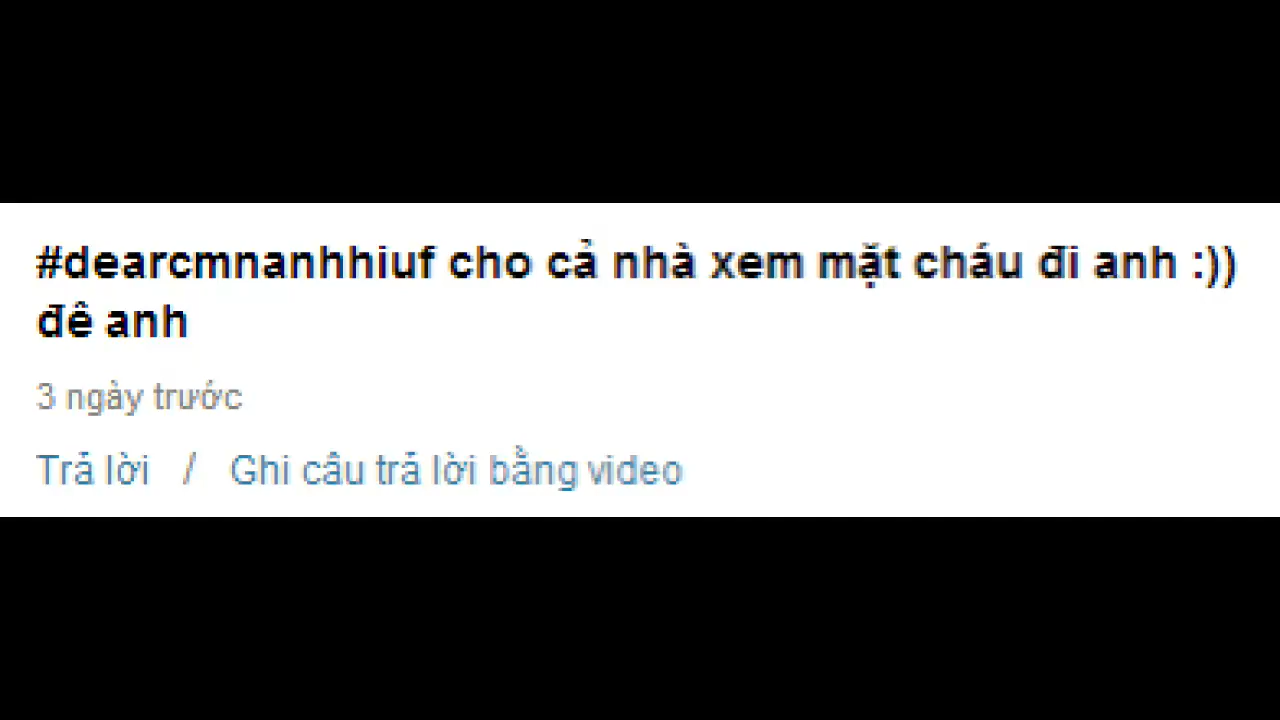 #dearcmnanhhiuf cho cả nhà xem mặt cháu đi anh :))
đê anh
3 ngày trước
Trả lời / Ghi câu trả lời bằng video